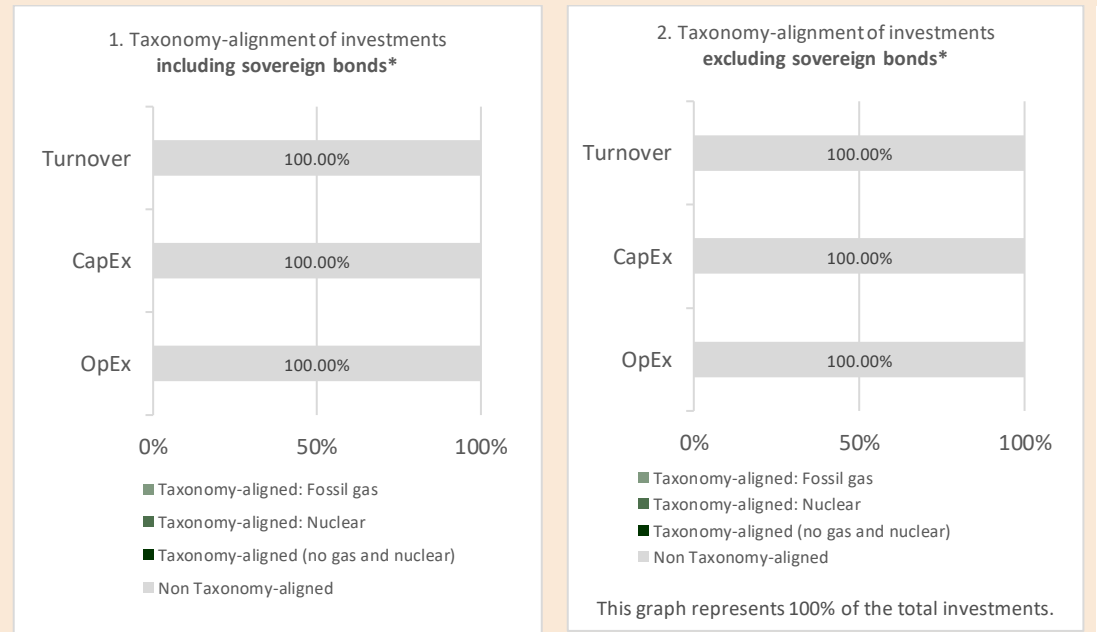 1. Taxonomy-alignment of investments
including sovereign bonds*
Turnover
100.00%
CapEx
100.00%
OpEx
100.00%
0% 50% 100%
Taxonomy-aligned: Fossil gas
Taxonomy-aligned: Nuclear
Taxonomy-aligned (no gas and nuclear)
Non Taxonomy-aligned
2. Taxonomy-alignment of investments
excluding sovereign bonds*
Turnover
100.00%
CapEx
100.00%
OpEx
100.00%
0% 50% 100%
Taxonomy-aligned: Fossil gas
Taxonomy-aligned: Nuclear
Taxonomy-aligned (no gas and nuclear)
Non Taxonomy-aligned
This graph represents 100% of the total investments.